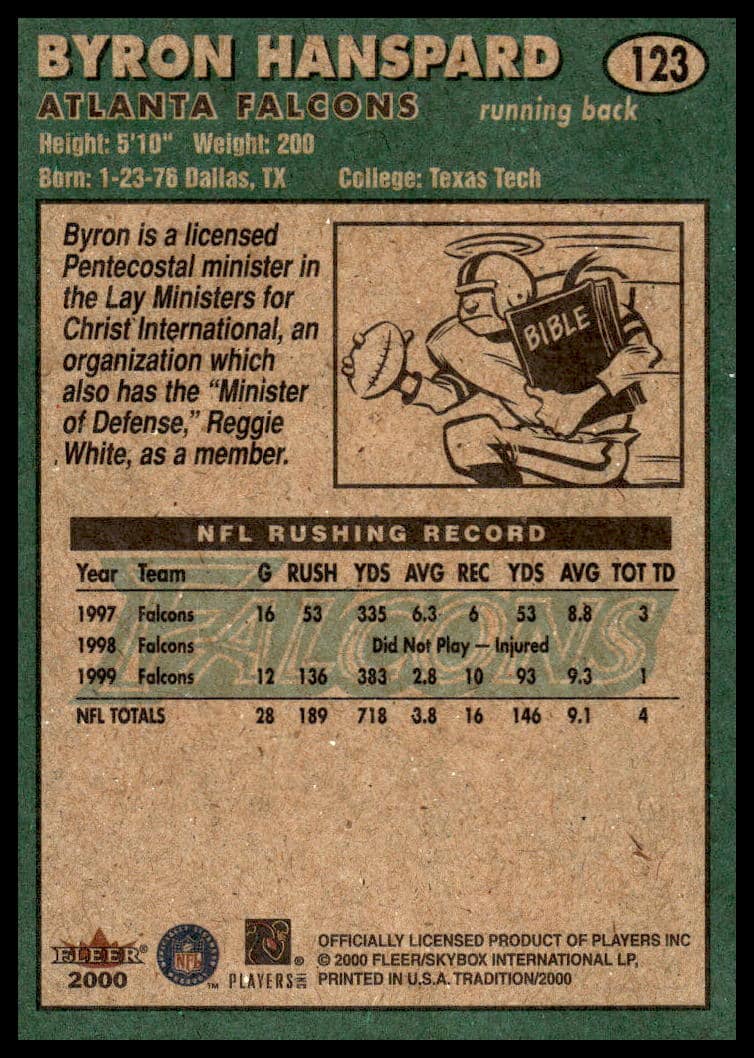 BYRON HANSPARD
123
ATLANTA FALCONS
running back
Height: 5'10" Weight: 200
Born: 1-23-76 Dallas, TX College: Texas Tech
Byron is a licensed
Pentecostal minister in
the Lay Ministers for
Christ International, an
organization which
also has the “Minister
of Defense,” Reggie
White, as a member.
BIBLE
NFL RUSHING RECORD
Year Team G RUSH YDS AVG REC YDS AVG TOT TD
1997 Falcons 16 53 335 6.3 6 53 8.8 3
1998 Falcons Did Not Play — Injured
1999 Falcons 12 136 383 2.8 10 93 9.3 1
NFL TOTALS 28 189 718 3.8 16 146 9.1 4
FALCONS
FLEER®
2000
NFL
™
PLAYERS INC
®
OFFICIALLY LICENSED PRODUCT OF PLAYERS INC
© 2000 FLEER/SKYBOX INTERNATIONAL LP,
PRINTED IN U.S.A. TRADITION/2000